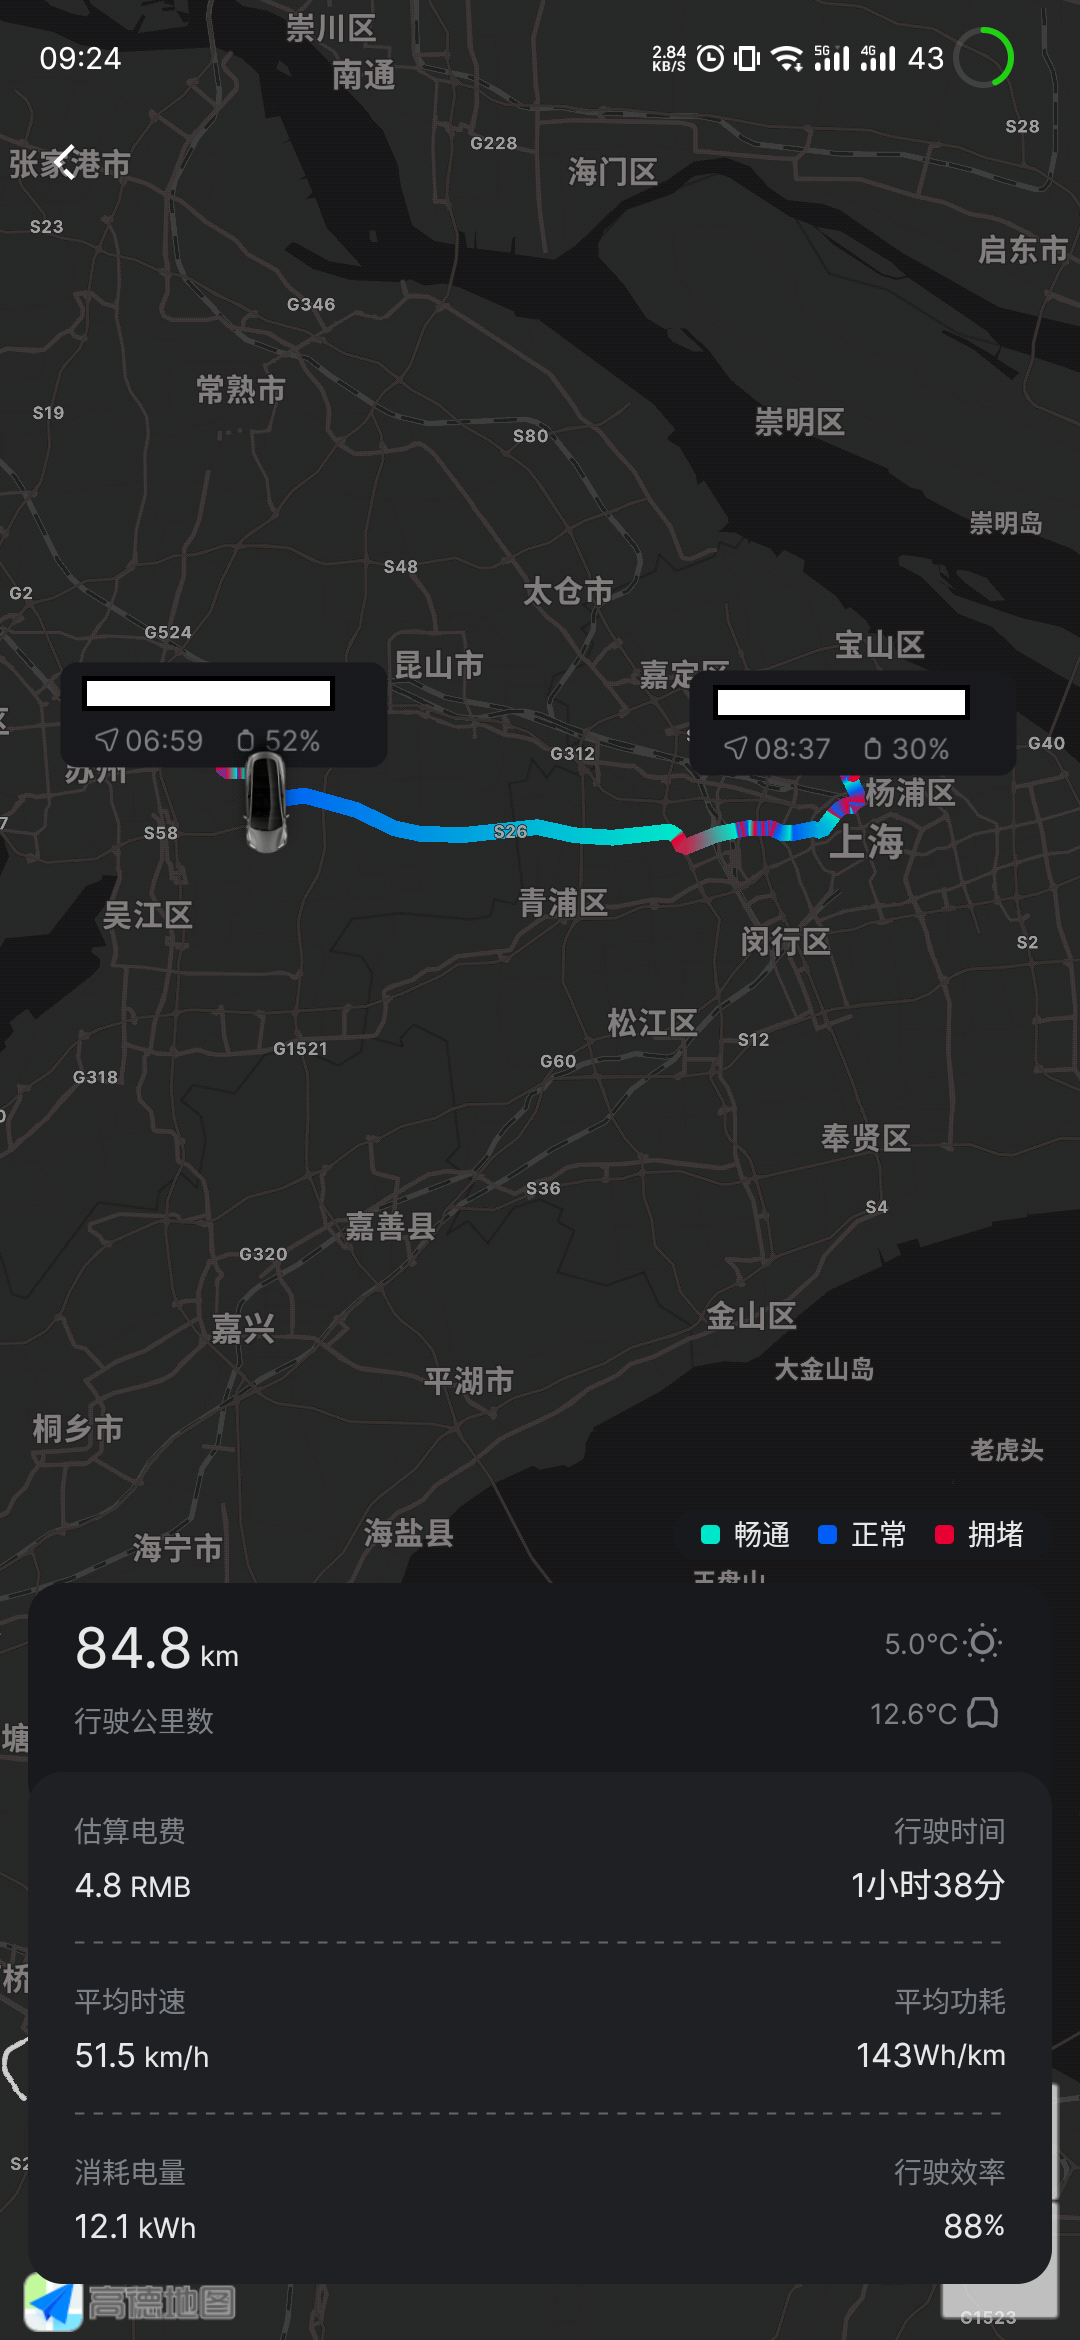 崇川区
09:24
2.84
KB/S
5G
4G
43
南通
S28
G228
张家港市
海门区
S23
启东市
G346
常熟市
S19
崇明区
S80
崇明岛
S48
G2
太仓市
G524
宝山区
昆山市
嘉定区
06:59
52%
08:37
30%
G40
G312
苏州
杨浦区
S58
S26
上海
青浦区
吴江区
闵行区
S2
松江区
S12
G1521
G60
G318
奉贤区
S36
S4
嘉善县
G320
金山区
嘉兴
大金山岛
平湖市
桐乡市
老虎头
海盐县
海宁市
畅通
正常
拥堵
王盘山
84.8 km
5.0°C
行驶公里数
12.6°C
塘
估算电费
行驶时间
4.8 RMB
1小时38分
桥
平均时速
平均功耗
51.5 km/h
143Wh/km
消耗电量
行驶效率
12.1 kWh
88%
高德地图
G1523